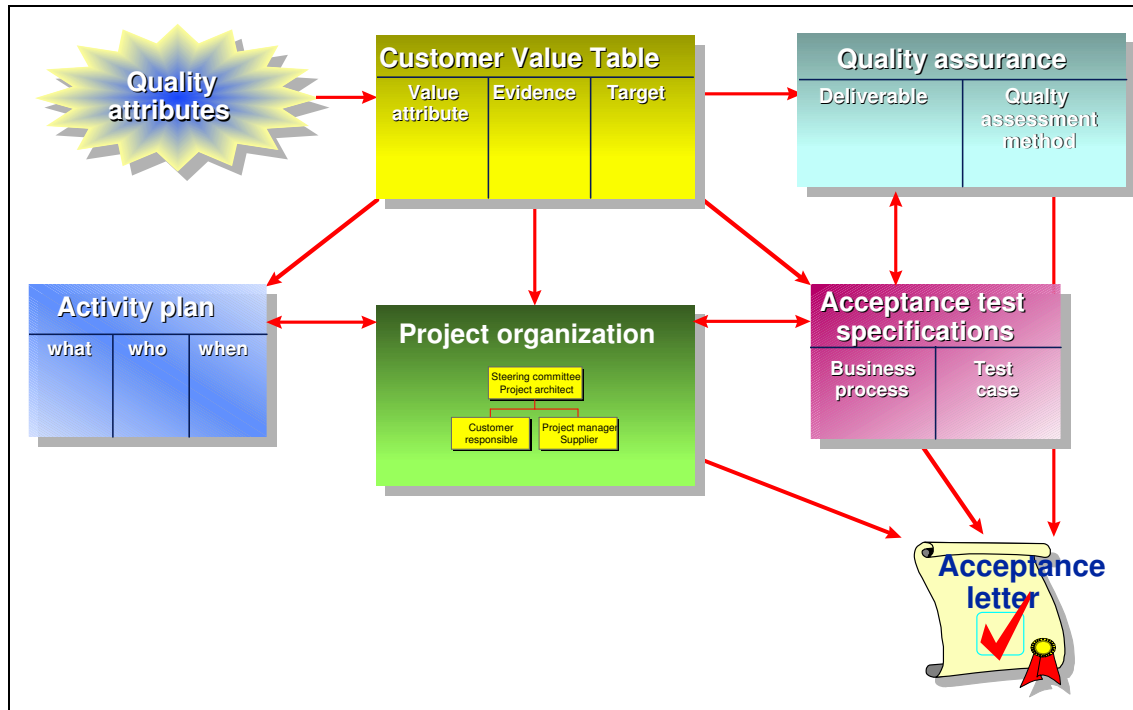 Quality
attributes
Customer Value Table
Value
attribute
Evidence
Target
Quality assurance
Deliverable
Qualty
assessment
method
Activity plan
what
who
when
Project organization
Steering committee
Project architect
Customer
responsible
Project manager
Supplier
Acceptance test
specifications
Business
process
Test
case
Acceptance
letter